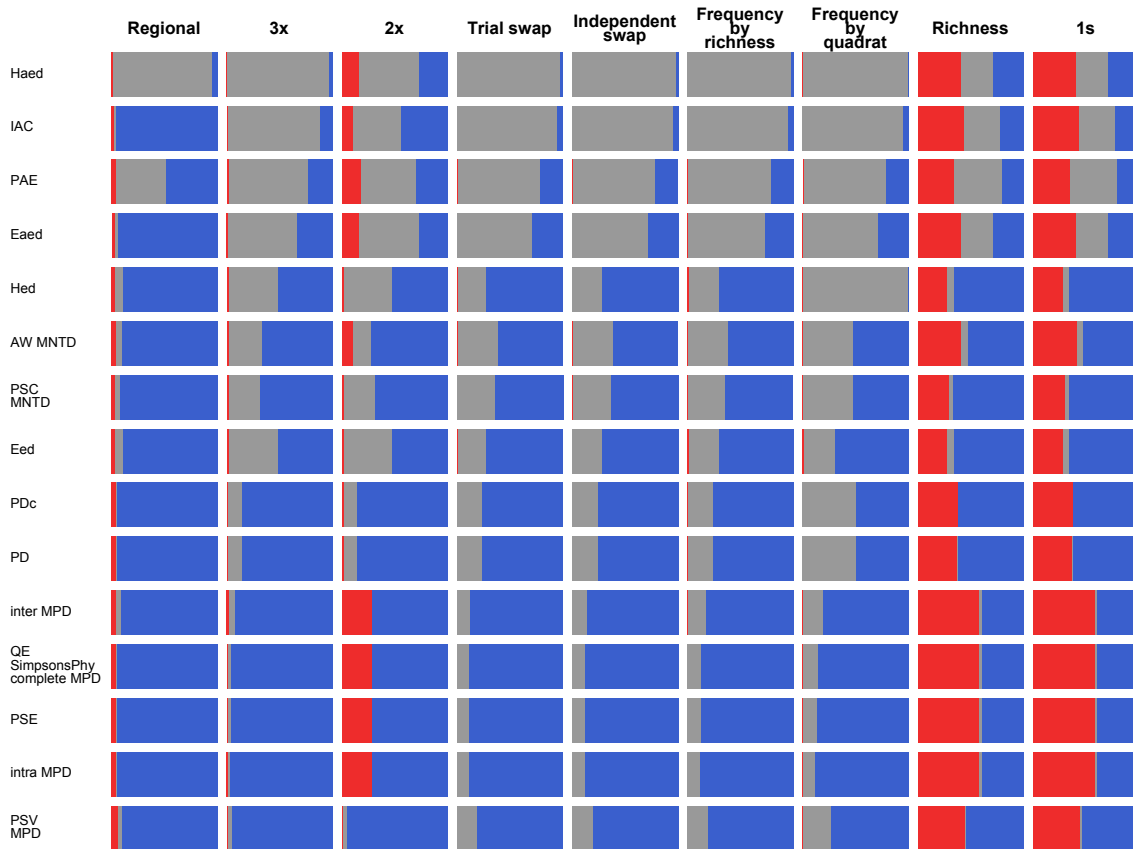 Regional
3x
2x
Trial swap
Independent
swap
Frequency
by
richness
Frequency
by
quadrat
Richness
1s
Haed
IAC
PAE
Eaed
Hed
AW MNTD
PSC
MNTD
Eed
PDc
PD
inter MPD
QE
SimpsonsPhy
complete MPD
PSE
intra MPD
PSV
MPD